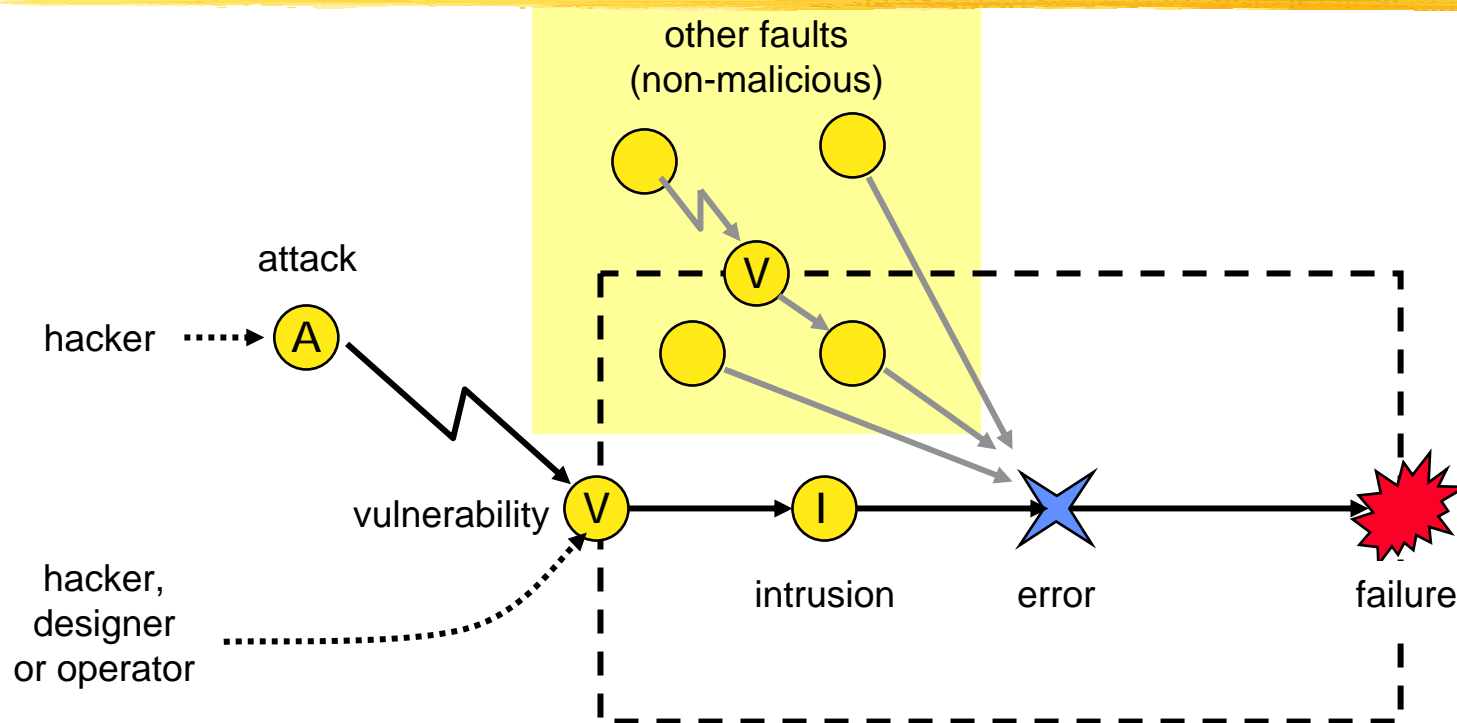 other faults
(non-malicious)
attack
V
hacker
A
vulnerability
V
I
hacker,
designer
or operator
intrusion
error
failure